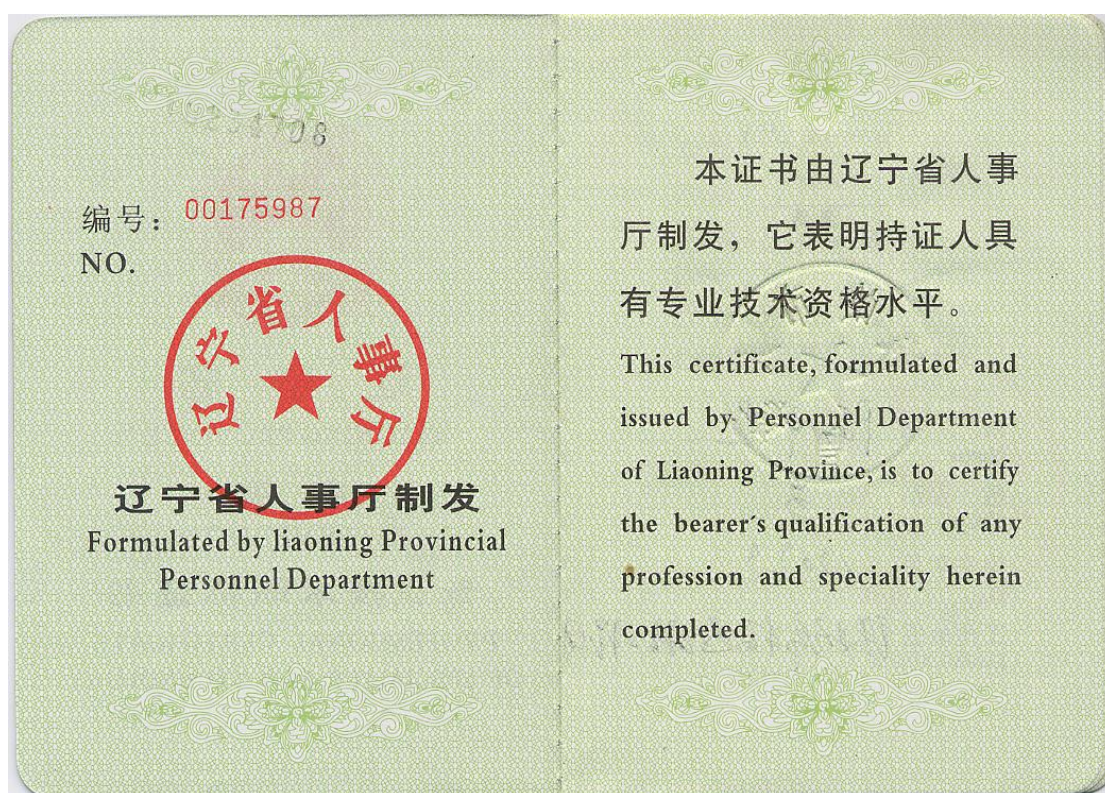 编号：00175987
NO.
辽宁省人事厅
辽宁省人事厅制发
Formulated by liaoning Provincial
Personnel Department
本证书由辽宁省人事
厅制发，它表明持证人具
有专业技术资格水平。
This certificate, formulated and
issued by Personnel Department
of Liaoning Province, is to certify
the bearer's qualification of any
profession and speciality herein
completed.